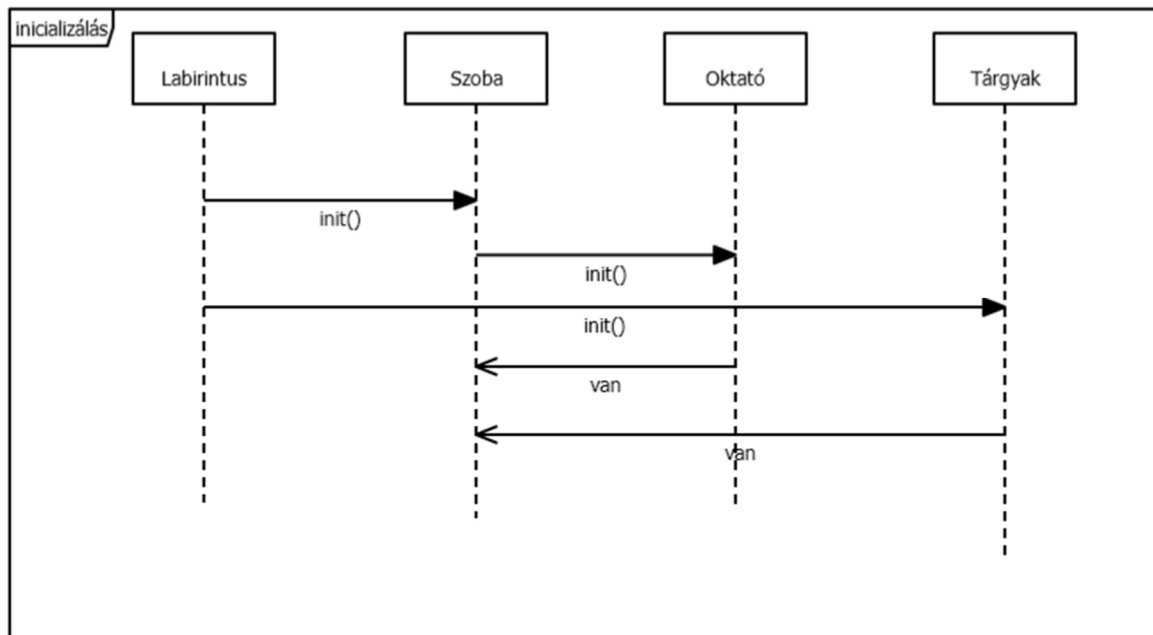 inicializálás
Labirintus
Szoba
Oktató
Tárgyak
init()
init()
init()
van
van